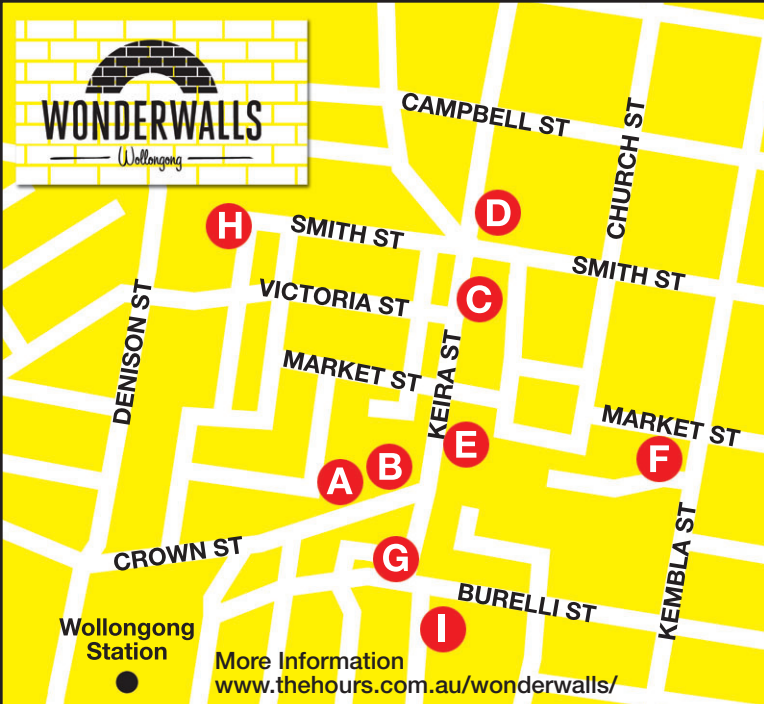 WONDERWALLS
Wollongong
CAMPBELL ST
CHURCH ST
D
H
SMITH ST
SMITH ST
VICTORIA ST
C
DENISON ST
KEIRA ST
MARKET ST
MARKET ST
E
F
B
A
CROWN ST
G
KEMBLA ST
BURELLI ST
I
Wollongong
Station
More Information
www.thehours.com.au/wonderwalls/